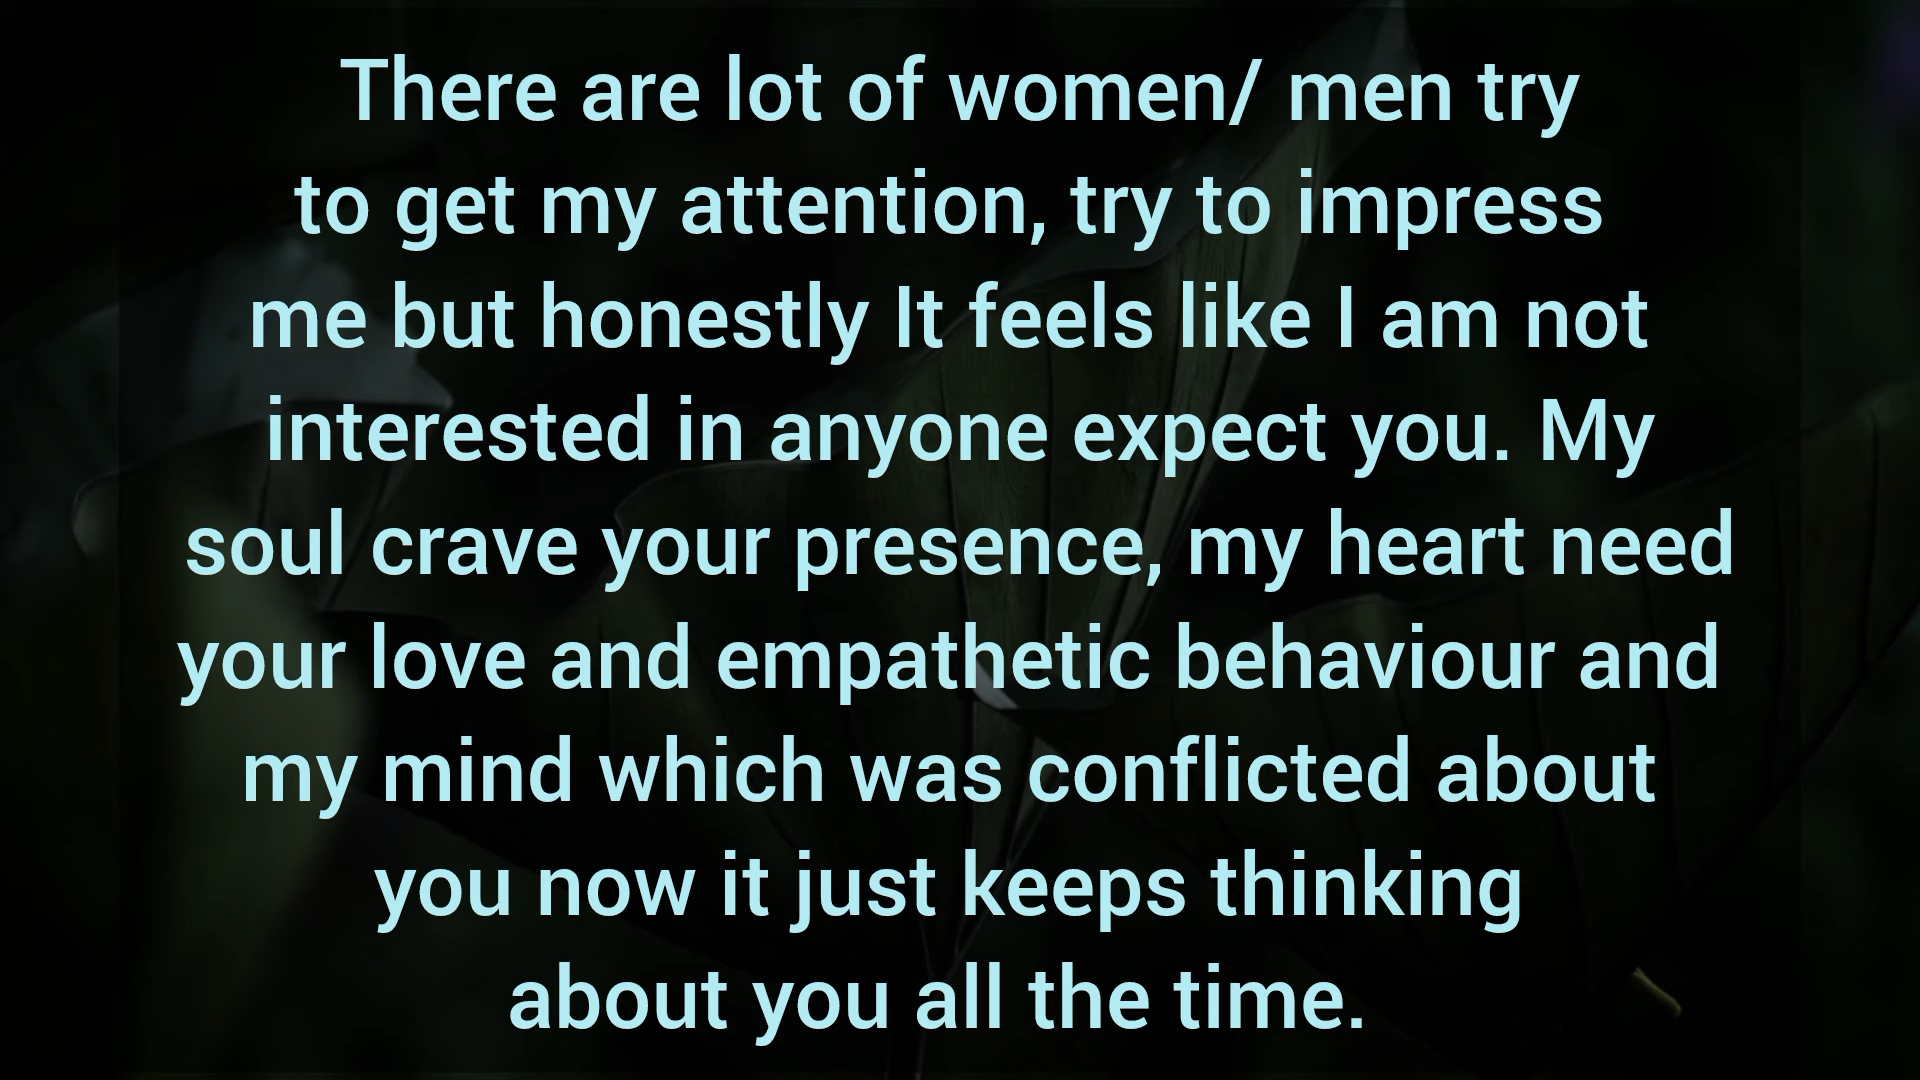 There are lot of women/ men try
to get my attention, try to impress
me but honestly It feels like I am not
interested in anyone expect you. My
soul crave your presence, my heart need
your love and empathetic behaviour and
my mind which was conflicted about
you now it just keeps thinking
about you all the time.